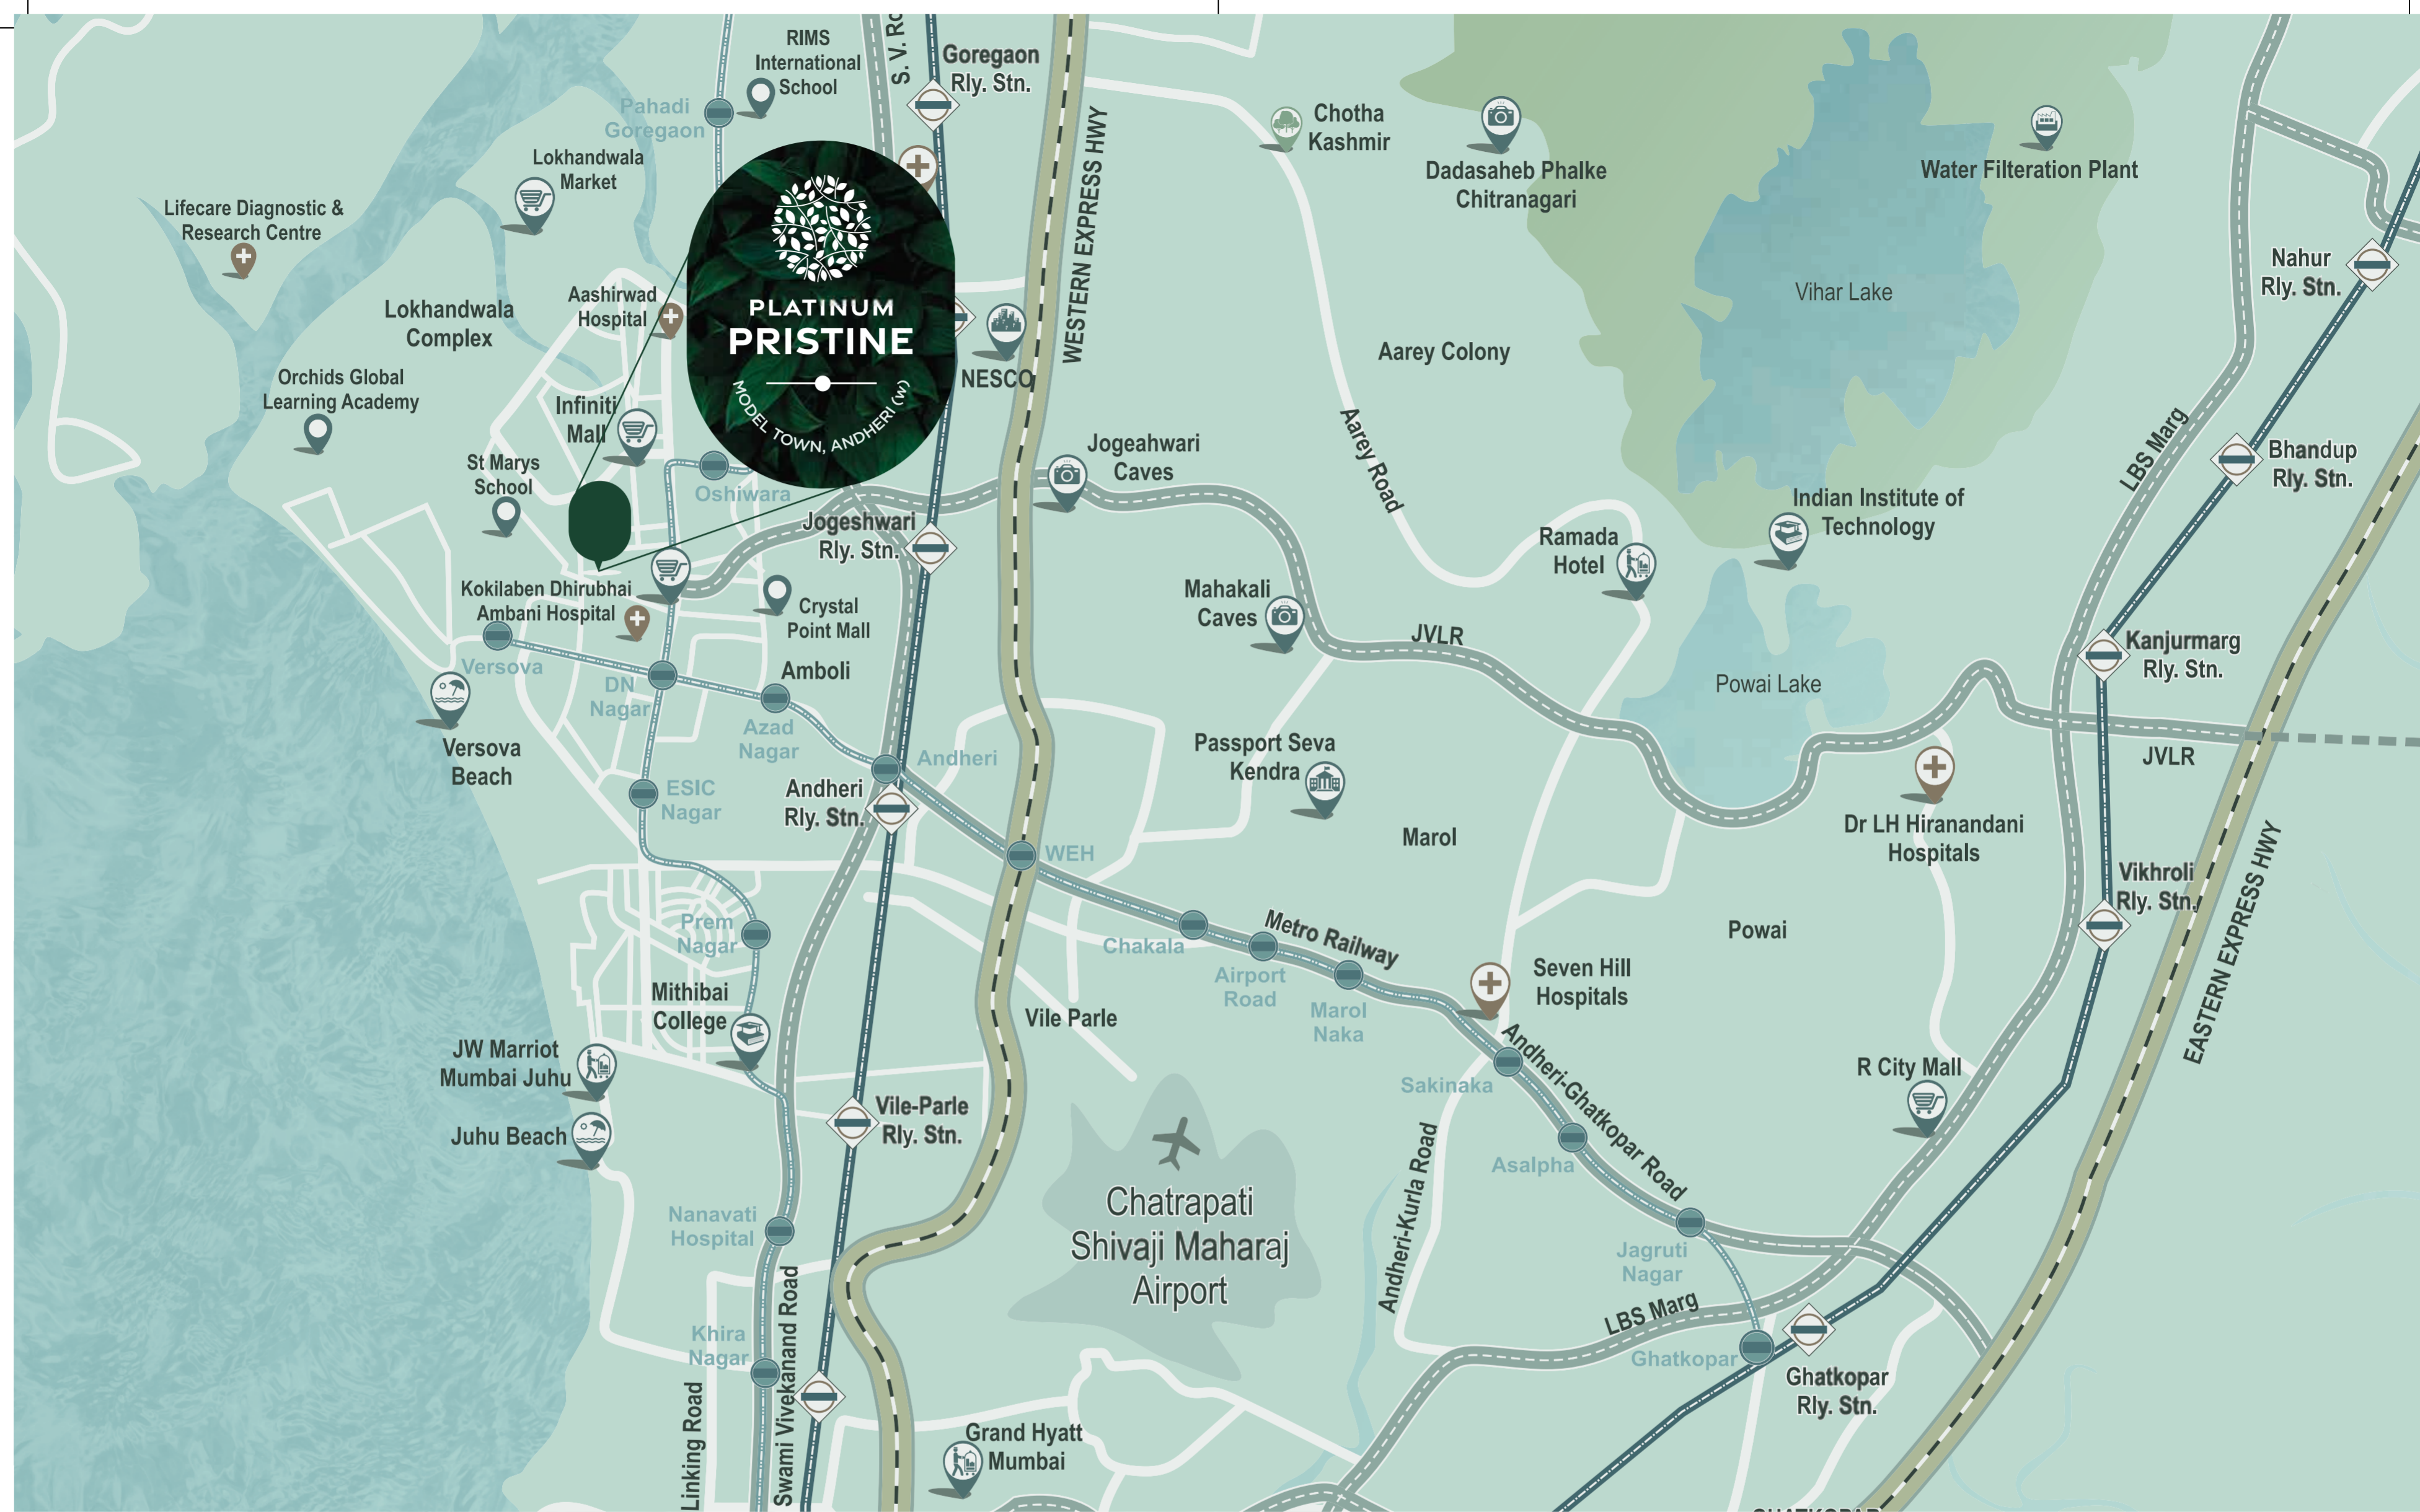 RIMS
International
School
S. V. Ro
Goregaon
Rly. Stn.
Pahadi
Goregaon
Chotha
Kashmir
Dadasaheb Phalke
Chitranagari
Water Filteration Plant
Lokhandwala
Market
Lifecare Diagnostic &
Research Centre
WESTERN EXPRESS HWY
Nahur
Rly. Stn.
Vihar Lake
Aashirwad
Hospital
Lokhandwala
Complex
PLATINUM
PRISTINE
MODEL TOWN, ANDHERI (W)
NESCO
Aarey Colony
Orchids Global
Learning Academy
Infiniti
Mall
Aarey Road
LBS Marg
Jogeahwari
Caves
Bhandup
Rly. Stn.
St Marys
School
Oshiwara
Indian Institute of
Technology
Jogeshwari
Rly. Stn.
Ramada
Hotel
Kokilaben Dhirubhai
Ambani Hospital
Crystal
Point Mall
Mahakali
Caves
JVLR
Kanjurmarg
Rly. Stn.
Versova
DN
Nagar
Amboli
Powai Lake
Azad
Nagar
Versova
Beach
Andheri
Passport Seva
Kendra
JVLR
ESIC
Nagar
Andheri
Rly. Stn.
Marol
Dr LH Hiranandani
Hospitals
WEH
Vikhroli
Rly. Stn.
EASTERN EXPRESS HWY
Prem
Nagar
Chakala
Metro Railway
Powai
Airport
Road
Marol
Naka
Seven Hill
Hospitals
Mithibai
College
Vile Parle
JW Marriot
Mumbai Juhu
Sakinaka
Andheri-Ghatkopar Road
R City Mall
Juhu Beach
Vile-Parle
Rly. Stn.
Asalpha
Andheri-Kurla Road
Chatrapati
Shivaji Maharaj
Airport
Nanavati
Hospital
Jagruti
Nagar
LBS Marg
Khira
Nagar
Swami Vivekanand Road
Linking Road
Ghatkopar
Ghatkopar
Rly. Stn.
Grand Hyatt
Mumbai
GHATKOPAR